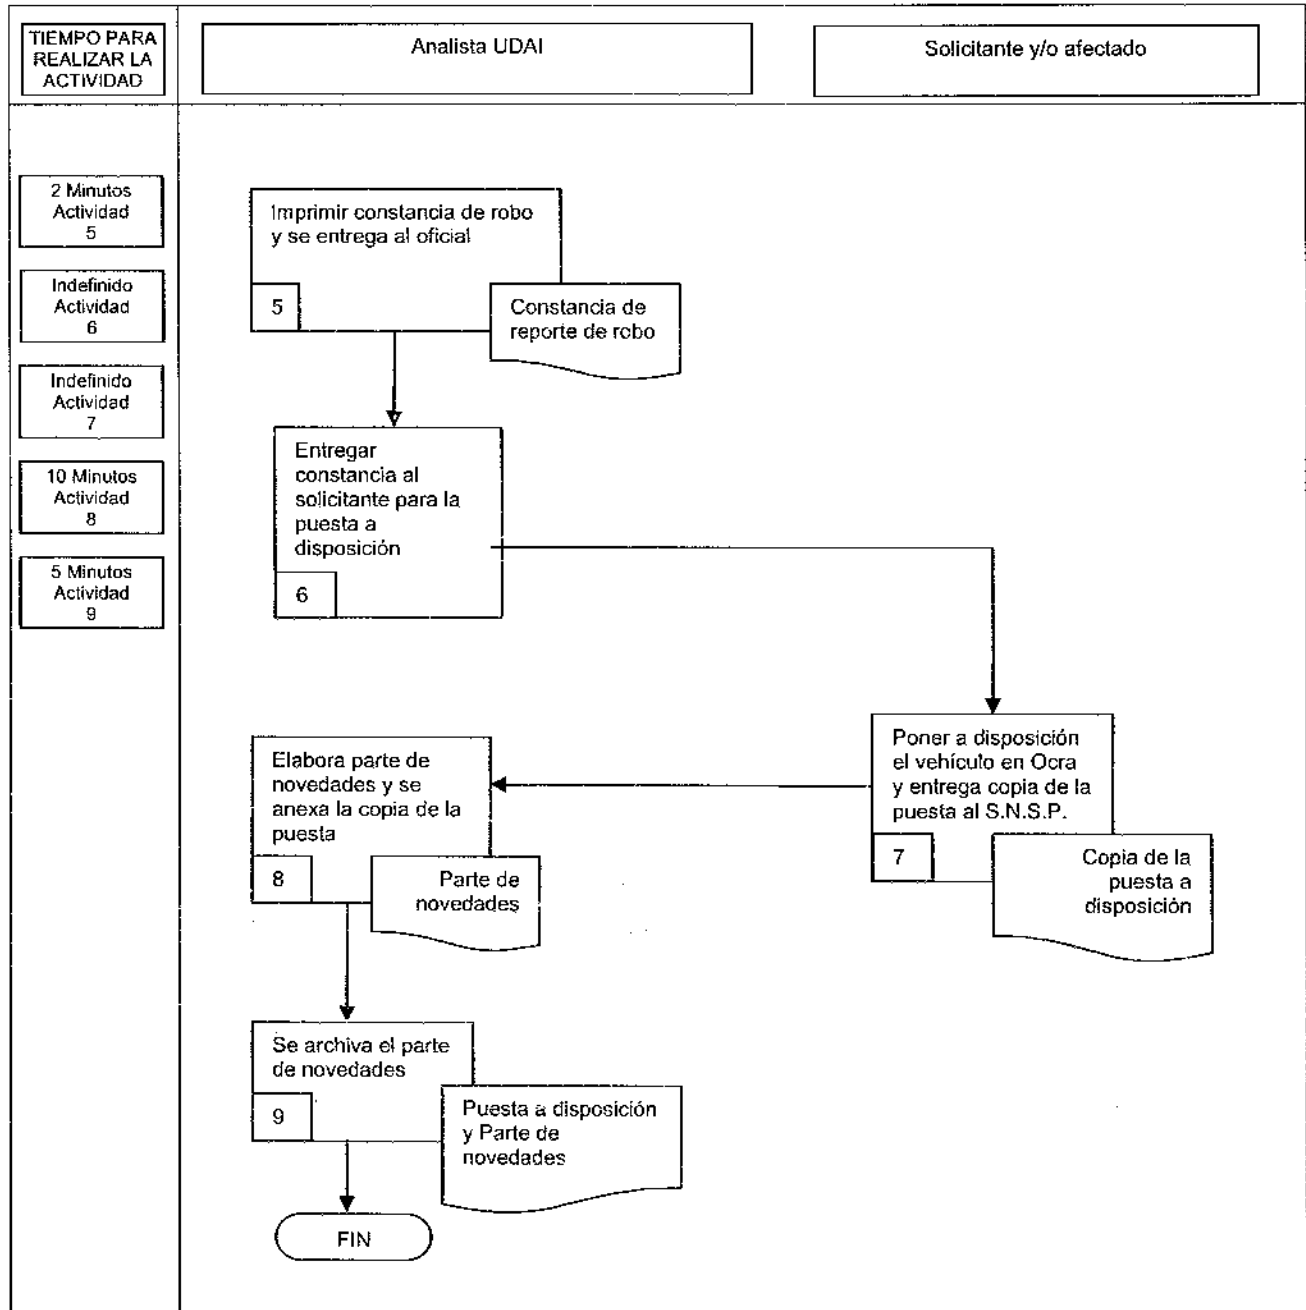 TIEMPO PARA
REALIZAR LA
ACTIVIDAD
Analista UDAI
Solicitante y/o afectado
2 Minutos
Actividad
5
Indefinido
Actividad
6
Indefinido
Actividad
7
10 Minutos
Actividad
8
5 Minutos
Actividad
9
Imprimir constancia de robo
y se entrega al oficial
5
Constancia de
reporte de robo
Entregar
constancia al
solicitante para la
puesta a
disposición
6
Poner a disposición
el vehículo en Ocra
y entrega copia de la
puesta al S.N.S.P.
7
Copia de la
puesta a
disposición
Elabora parte de
novedades y se
anexa la copia de la
puesta
8
Parte de
novedades
Se archiva el parte
de novedades
9
Puesta a disposición
y Parte de
novedades
FIN